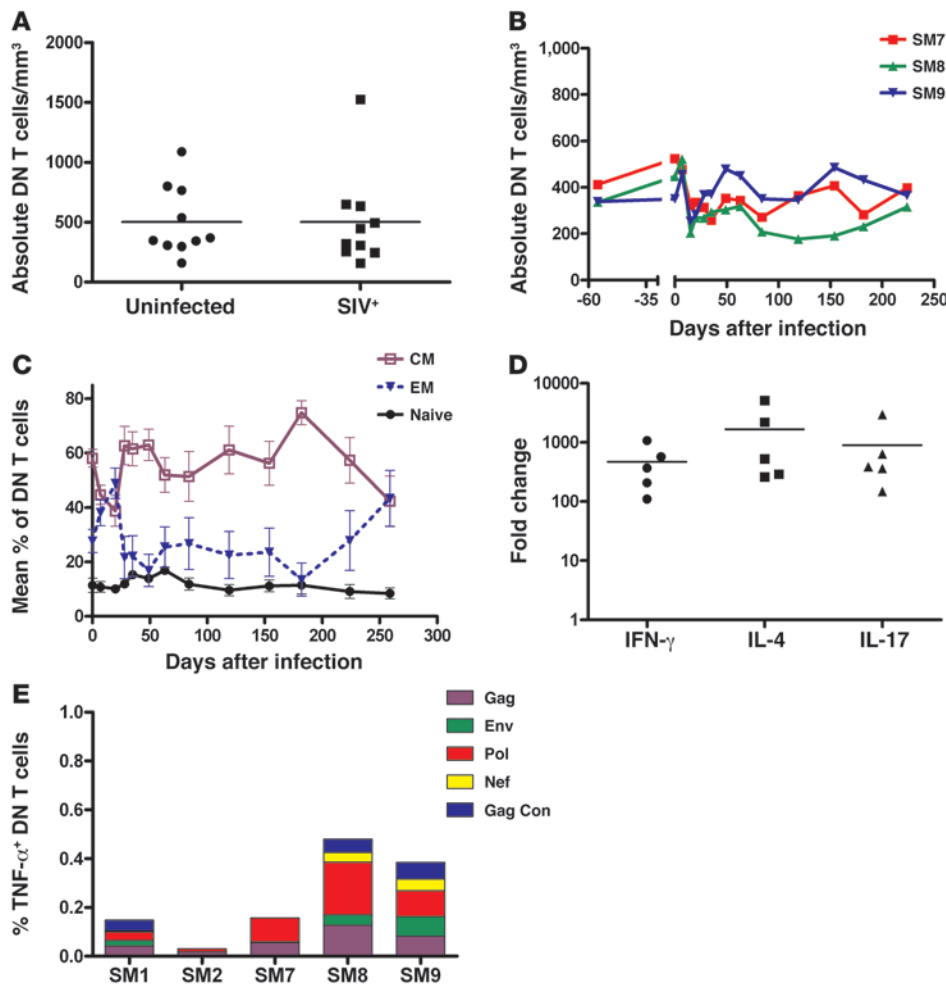 A
Absolute DN T cells/mm³
2000
1500
1000
500
0
Uninfected
SIV⁺
B
Absolute DN T cells/mm³
1,000
800
600
400
200
0
-60 -35 0 50 100 150 200 250
Days after infection
SM7
SM8
SM9
C
Mean % of DN T cells
80
60
40
20
0
0 50 100 150 200 250 300
Days after infection
CM
EM
Naive
D
Fold change
10000
1000
100
10
1
IFN-γ IL-4 IL-17
E
% TNF-α⁺ DN T cells
1.0
0.8
0.6
0.4
0.2
0.0
SM1 SM2 SM7 SM8 SM9
Gag
Env
Pol
Nef
Gag Con